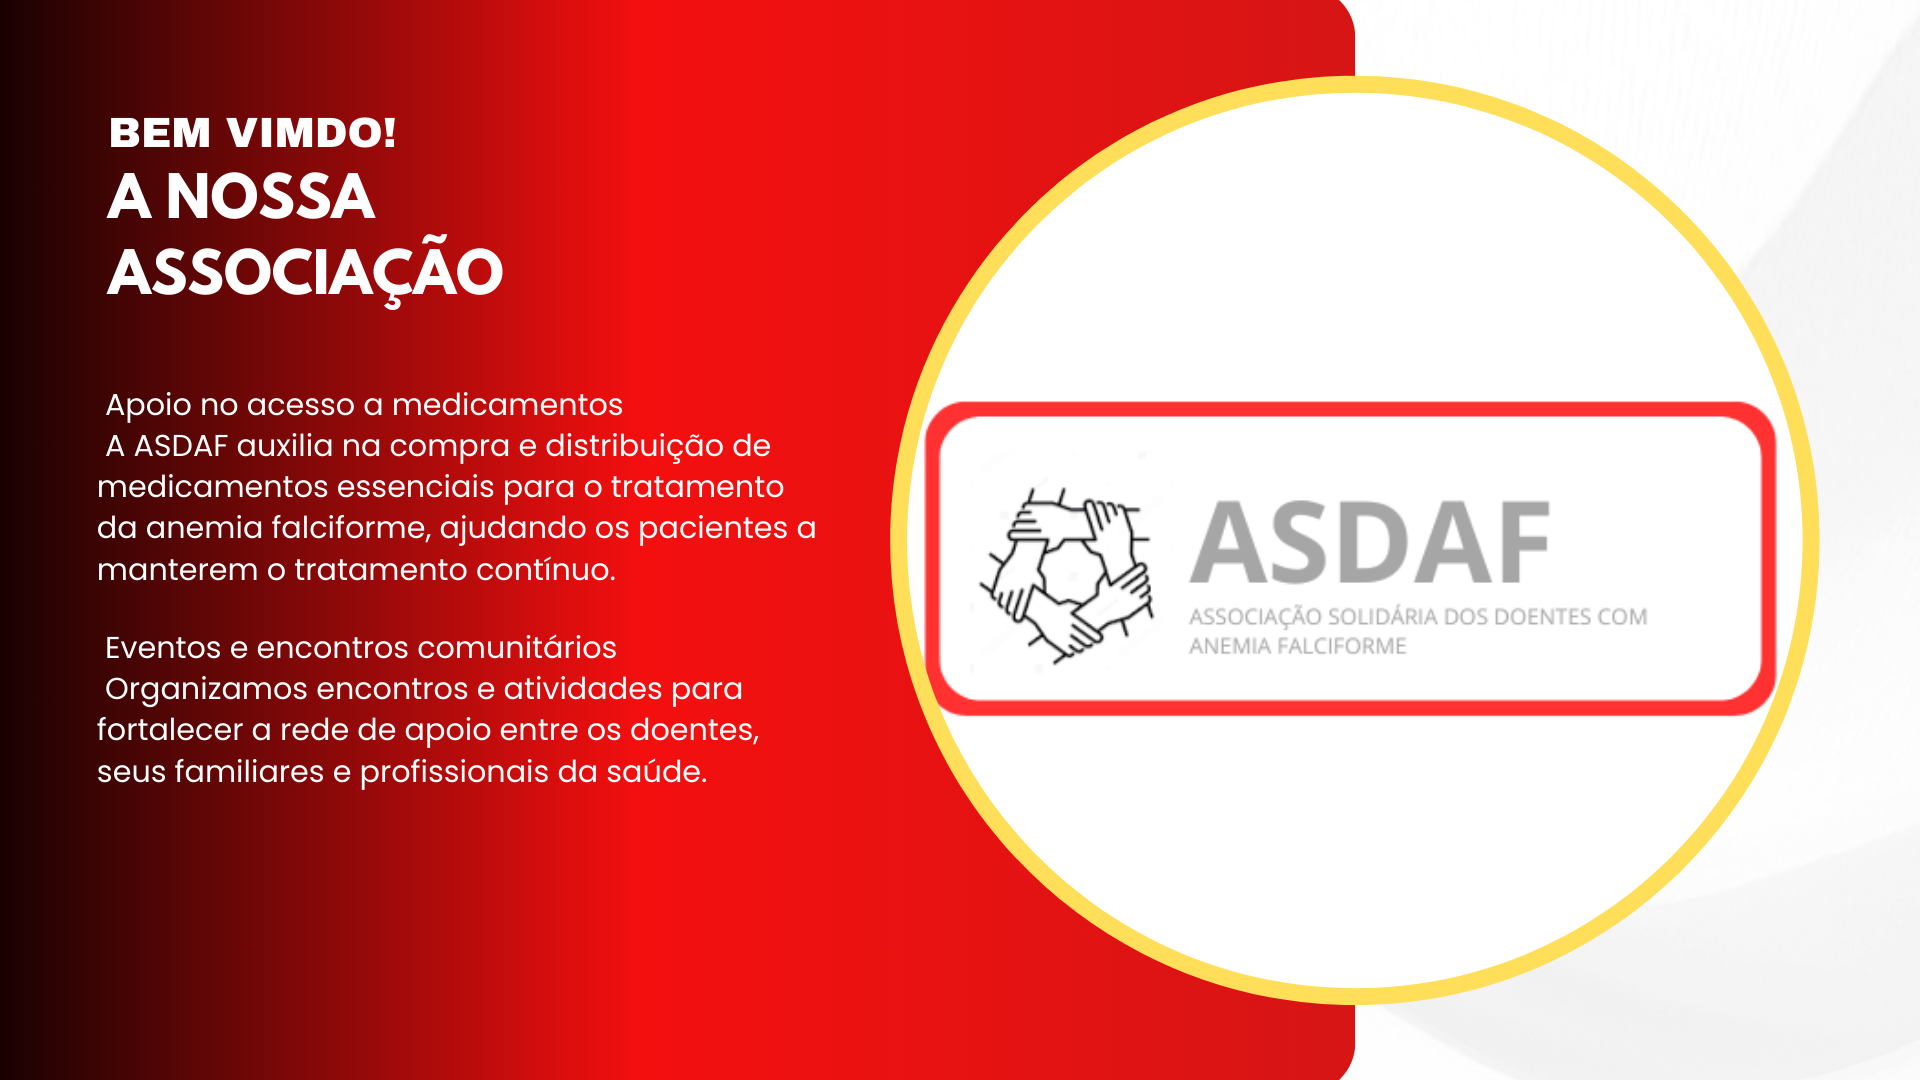 BEM VIMDO!
A NOSSA
ASSOCIAÇÃO
Apoio no acesso a medicamentos
A ASDAF auxilia na compra e distribuição de
medicamentos essenciais para o tratamento
da anemia falciforme, ajudando os pacientes a
manterem o tratamento contínuo.
Eventos e encontros comunitários
Organizamos encontros e atividades para
fortalecer a rede de apoio entre os doentes,
seus familiares e profissionais da saúde.
ASDAF
ASSOCIAÇÃO SOLIDÁRIA DOS DOENTES COM
ANEMIA FALCIFORME